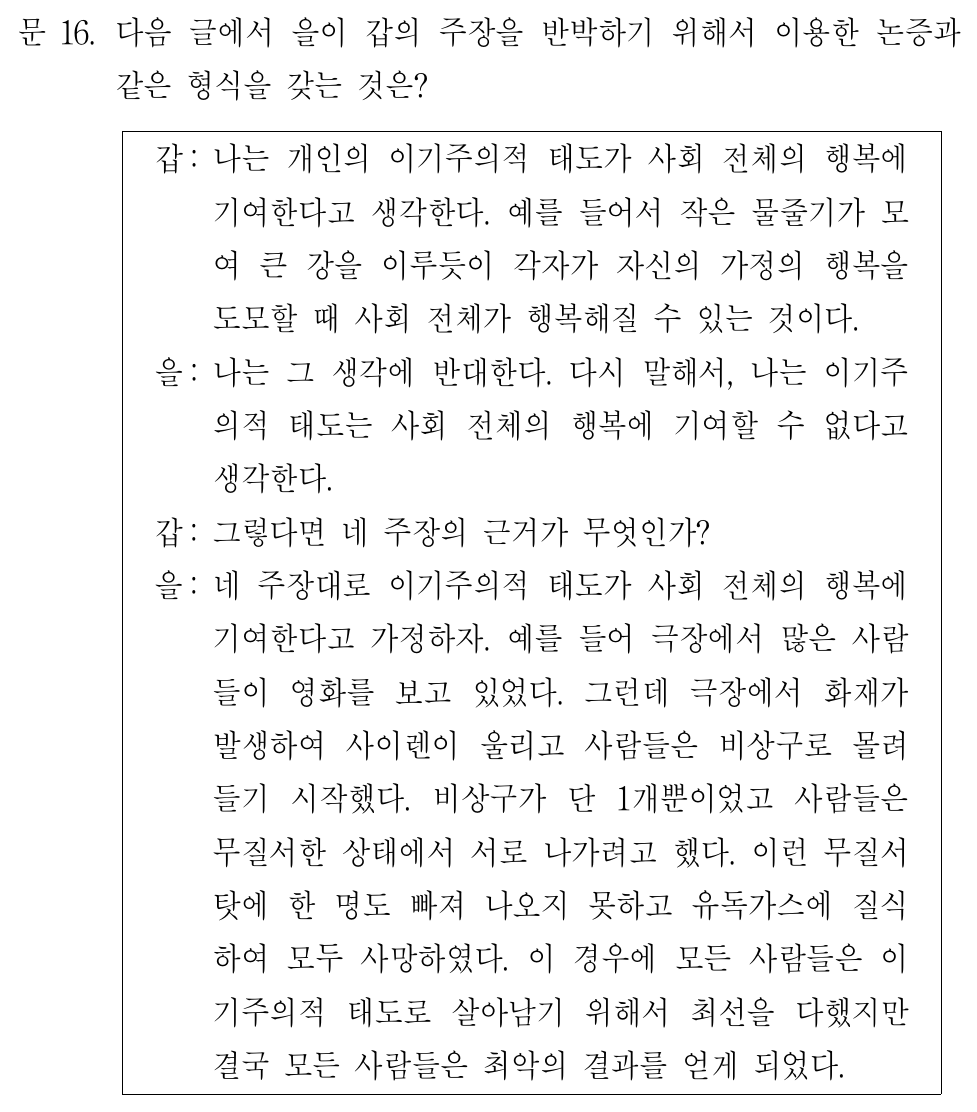 문 16. 다음 글에서 을이 갑의 주장을 반박하기 위해서 이용한 논증과
같은 형식을 갖는 것은?
갑: 나는 개인의 이기주의적 태도가 사회 전체의 행복에
기여한다고 생각한다. 예를 들어서 작은 물줄기가 모
여 큰 강을 이루듯이 각자가 자신의 가정의 행복을
도모할 때 사회 전체가 행복해질 수 있는 것이다.
을: 나는 그 생각에 반대한다. 다시 말해서, 나는 이기주
의적 태도는 사회 전체의 행복에 기여할 수 없다고
생각한다.
갑: 그렇다면 네 주장의 근거가 무엇인가?
을: 네 주장대로 이기주의적 태도가 사회 전체의 행복에
기여한다고 가정하자. 예를 들어 극장에서 많은 사람
들이 영화를 보고 있었다. 그런데 극장에서 화재가
발생하여 사이렌이 울리고 사람들은 비상구로 몰려
들기 시작했다. 비상구가 단 1개뿐이었고 사람들은
무질서한 상태에서 서로 나가려고 했다. 이런 무질서
탓에 한 명도 빠져 나오지 못하고 유독가스에 질식
하여 모두 사망하였다. 이 경우에 모든 사람들은 이
기주의적 태도로 살아남기 위해서 최선을 다했지만
결국 모든 사람들은 최악의 결과를 얻게 되었다.